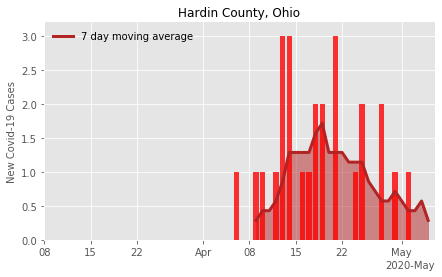 Hardin County, Ohio
7 day moving average
New Covid-19 Cases
3.0
2.5
2.0
1.5
1.0
0.5
0.0
08 15 22 Apr 08 15 22 May
2020-May